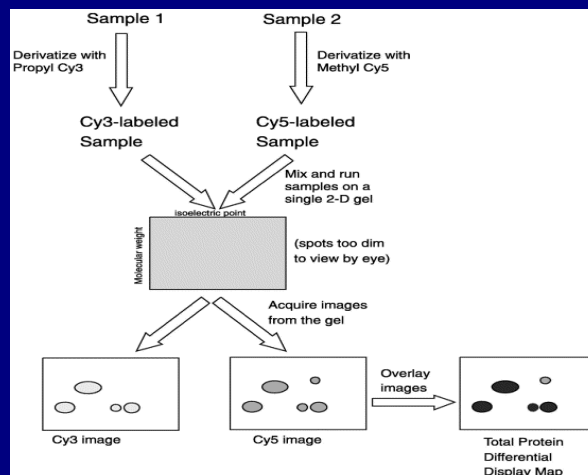 Sample 1
Sample 2
Derivatize with
Propyl Cy3
Derivatize with
Methyl Cy5
Cy3-labeled
Sample
Cy5-labeled
Sample
Mix and run
samples on a
single 2-D gel
isoelectric point
Molecular weight
(spots too dim
to view by eye)
Acquire images
from the gel
Overlay
images
Cy3 image
Cy5 image
Total Protein
Differential
Display Map